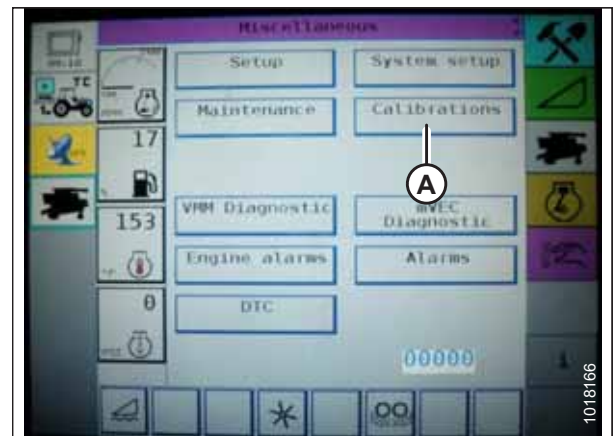 Miscellaneous
TC
Setup
System setup
Maintenance
Calibrations
17
A
VMM Diagnostic
mVEC
Diagnostic
153
°F
Engine alarms
Alarms
0
DTC
00000
1018166